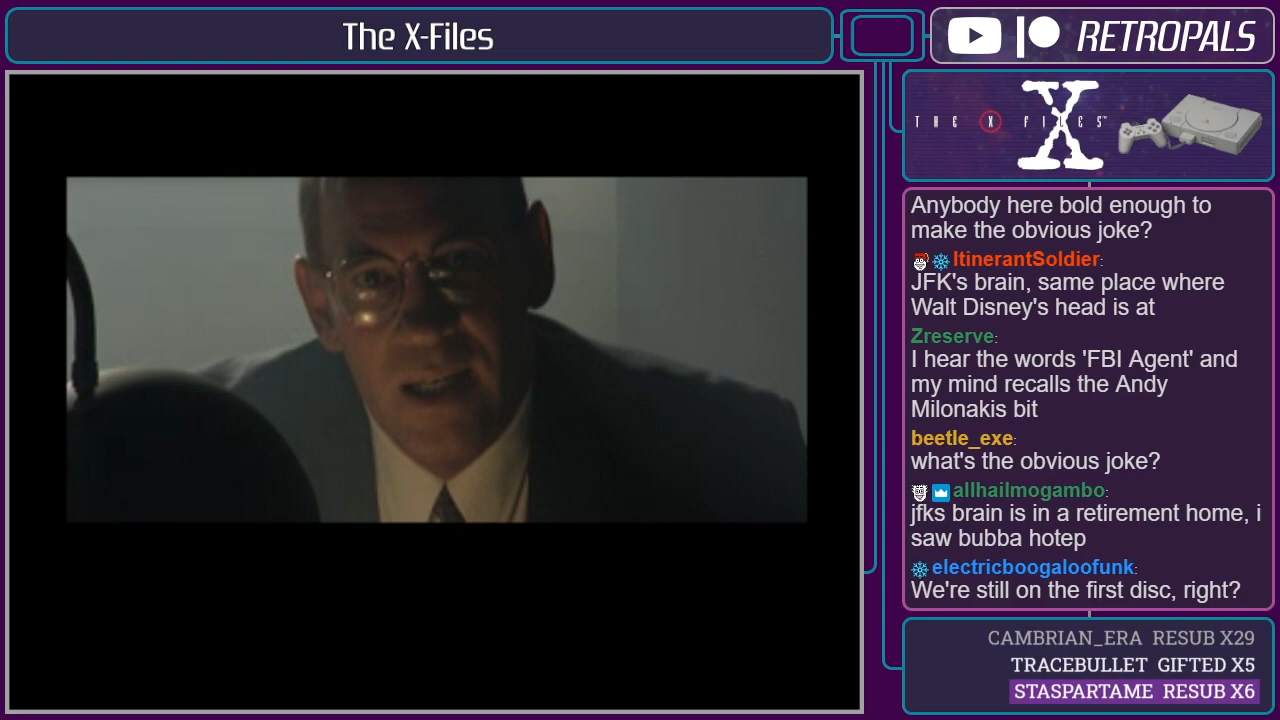 The X-Files
RETROPALS
THE X FILES™
X
Anybody here bold enough to
make the obvious joke?
ItinerantSoldier:
JFK's brain, same place where
Walt Disney's head is at
Zreserve:
I hear the words 'FBI Agent' and
my mind recalls the Andy
Milonakis bit
beetle_exe:
what's the obvious joke?
allhailmogambo:
jfks brain is in a retirement home, i
saw bubba hotep
electricboogaloofunk:
We're still on the first disc, right?
CAMBRIAN_ERA RESUB X29
TRACEBULLET GIFTED X5
STASPARTAME RESUB X6